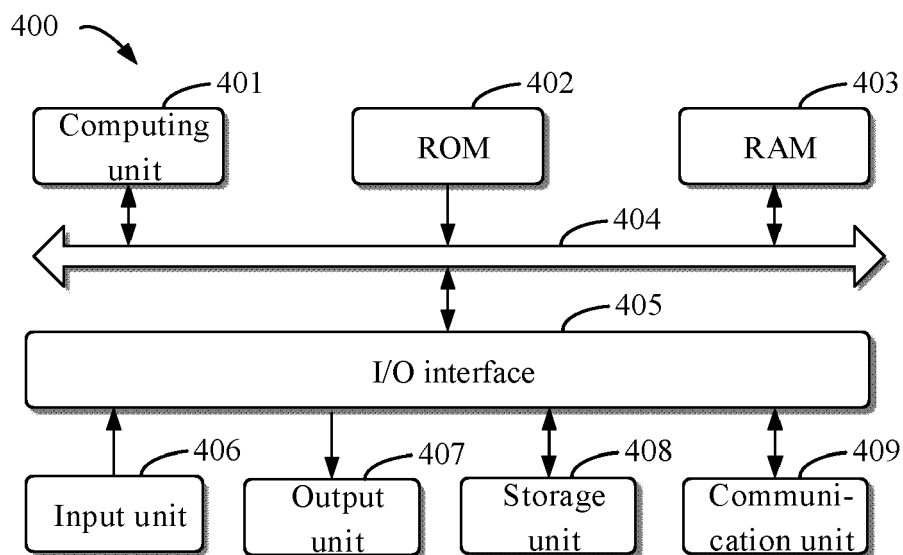 400
401
402
403
Computing
unit
ROM
RAM
404
405
I/O interface
406
407
408
409
Input unit
Output
unit
Storage
unit
Communi-
cation unit